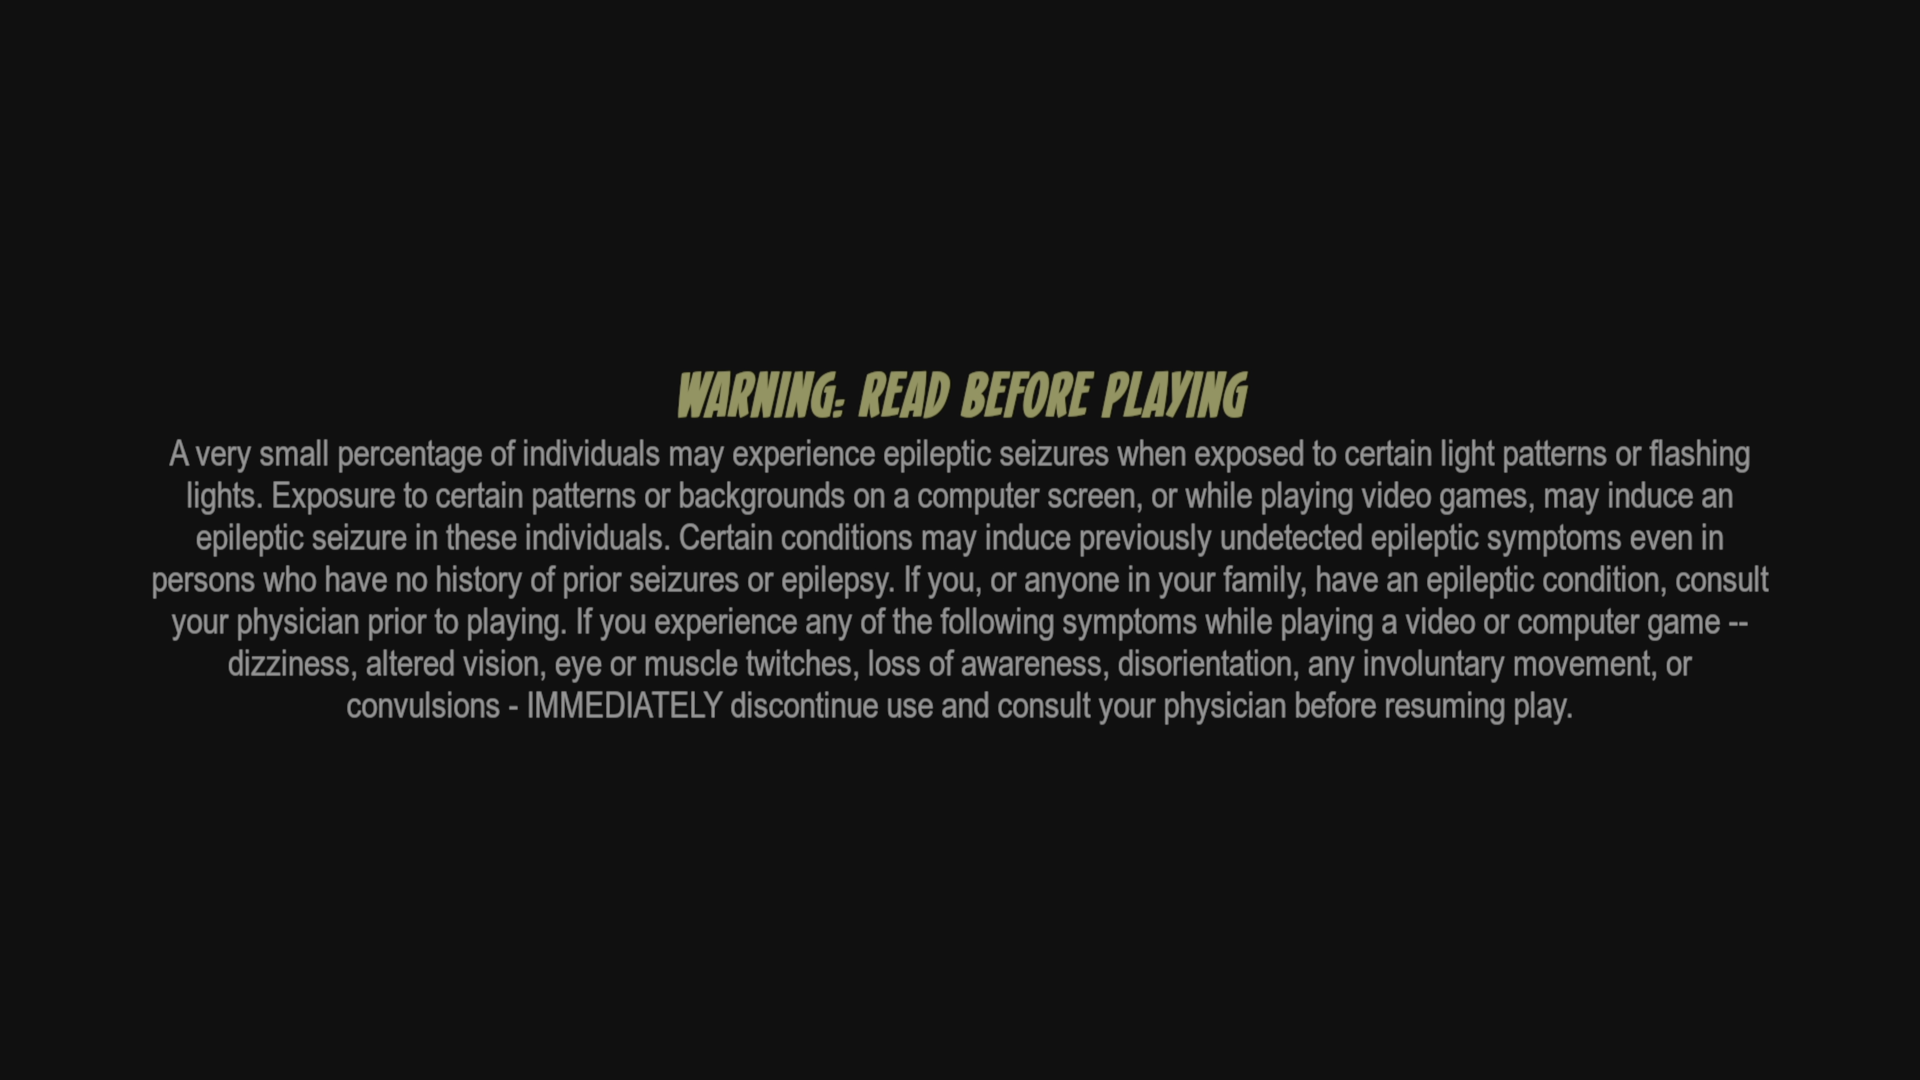 WARNING: READ BEFORE PLAYING
A very small percentage of individuals may experience epileptic seizures when exposed to certain light patterns or flashing
lights. Exposure to certain patterns or backgrounds on a computer screen, or while playing video games, may induce an
epileptic seizure in these individuals. Certain conditions may induce previously undetected epileptic symptoms even in
persons who have no history of prior seizures or epilepsy. If you, or anyone in your family, have an epileptic condition, consult
your physician prior to playing. If you experience any of the following symptoms while playing a video or computer game --
dizziness, altered vision, eye or muscle twitches, loss of awareness, disorientation, any involuntary movement, or
convulsions - IMMEDIATELY discontinue use and consult your physician before resuming play.